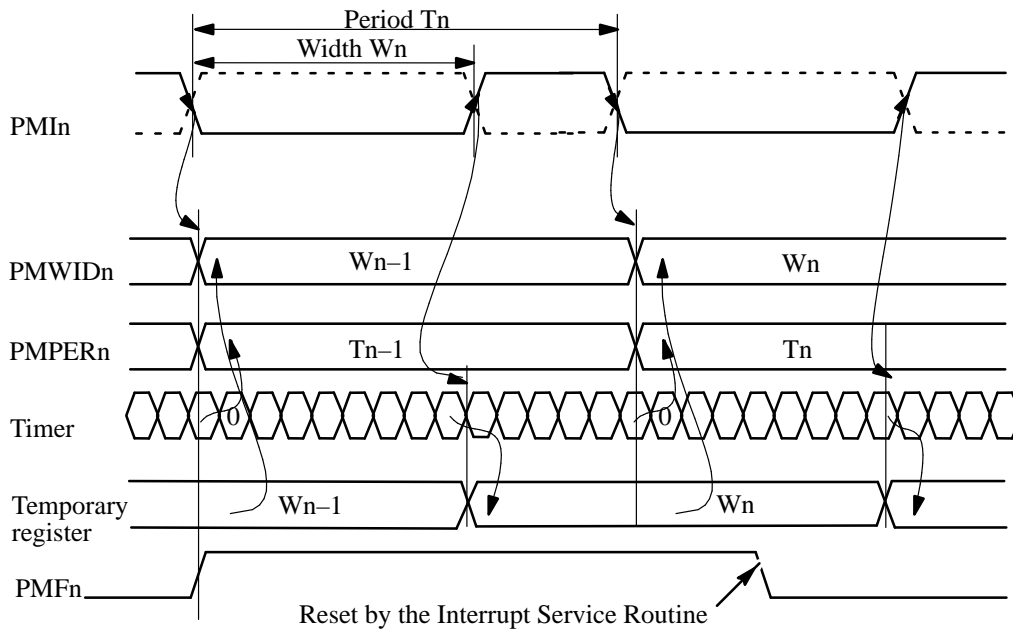 Period Tn
Width Wn
PMIn
PMWIDn
Wn–1
Wn
PMPERn
Tn–1
Tn
Timer
0
0
Temporary
register
Wn–1
Wn
PMFn
Reset by the Interrupt Service Routine